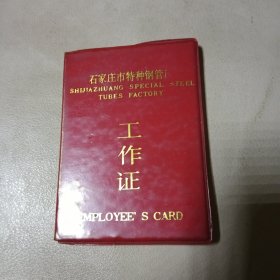 石家庄市特种钢管厂
SHIJIAZHUANG SPECIAL STEEL
TUBES FACTORY
工
作
证
EMPLOYEE'S CARD